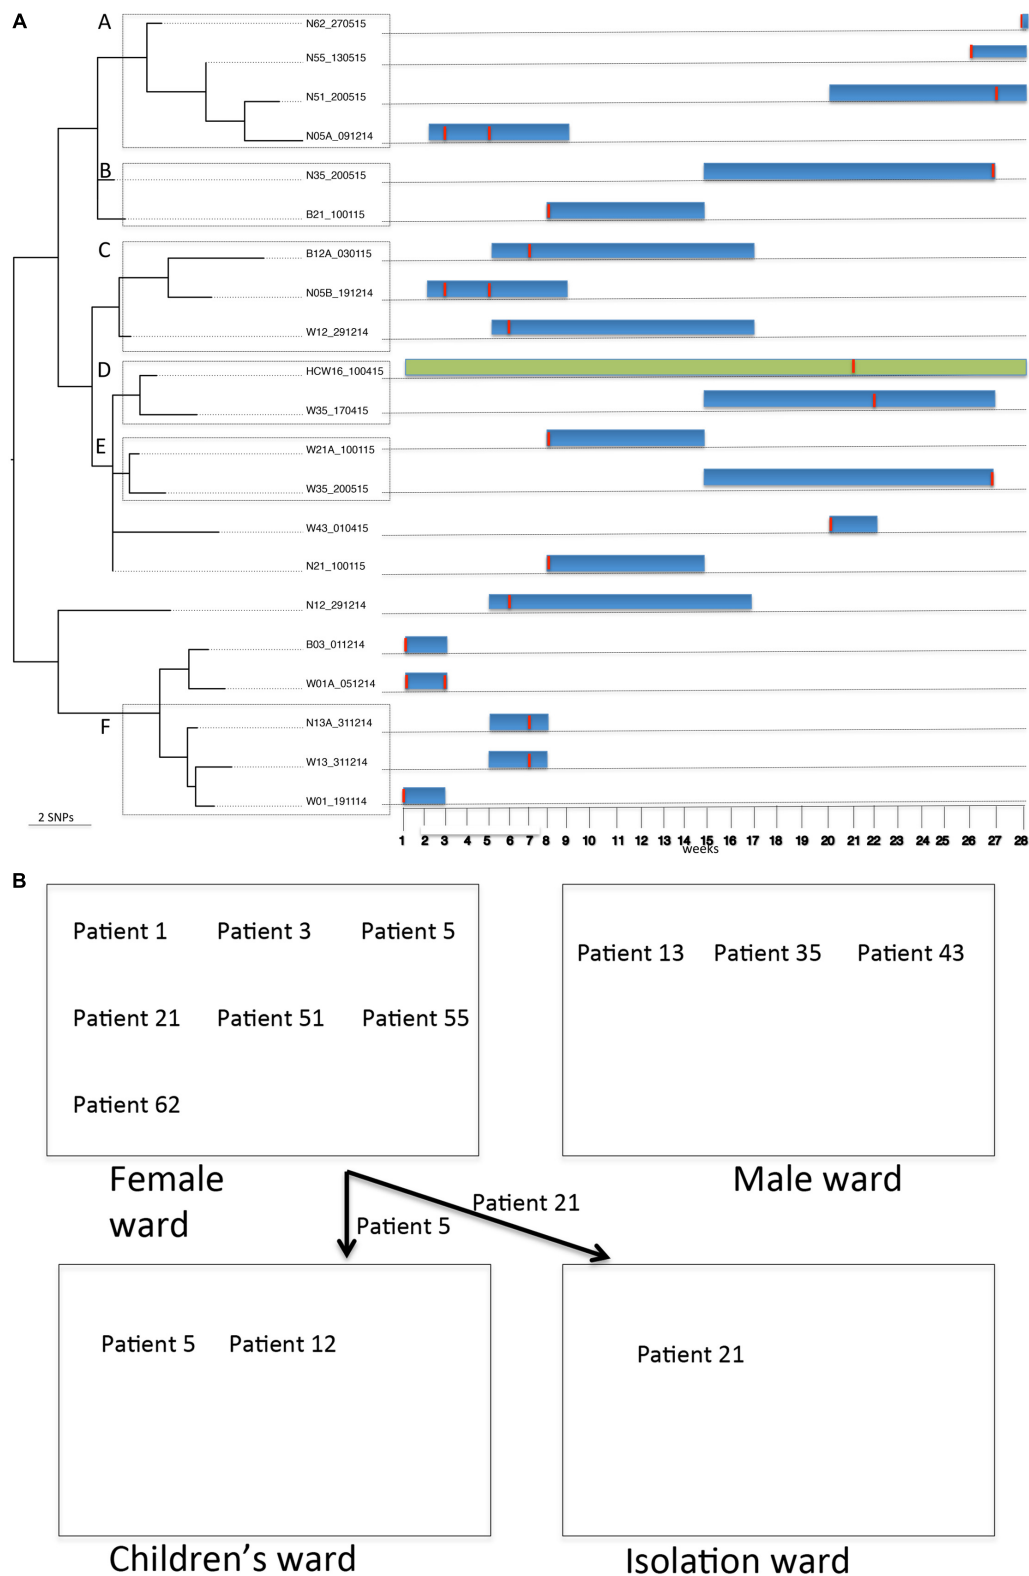 A
A
N62_270515
N55_130515
N51_200515
N05A_091214
B
N35_200515
B21_100115
C
B12A_030115
N05B_191214
W12_291214
D
HCW16_100415
W35_170415
E
W21A_100115
W35_200515
W43_010415
N21_100115
N12_291214
B03_011214
W01A_051214
F
N13A_311214
W13_311214
W01_191114
2 SNPs
1 2 3 4 5 6 7 8 9 10 11 12 13 14 15 16 17 19 20 21 22 24 25 26 27 28
weeks
B
Patient 1 Patient 3 Patient 5
Patient 21 Patient 51 Patient 55
Patient 62
Female
ward
Patient 13 Patient 35 Patient 43
Male ward
Patient 21
Patient 5
Patient 5 Patient 12
Children's ward
Patient 21
Isolation ward